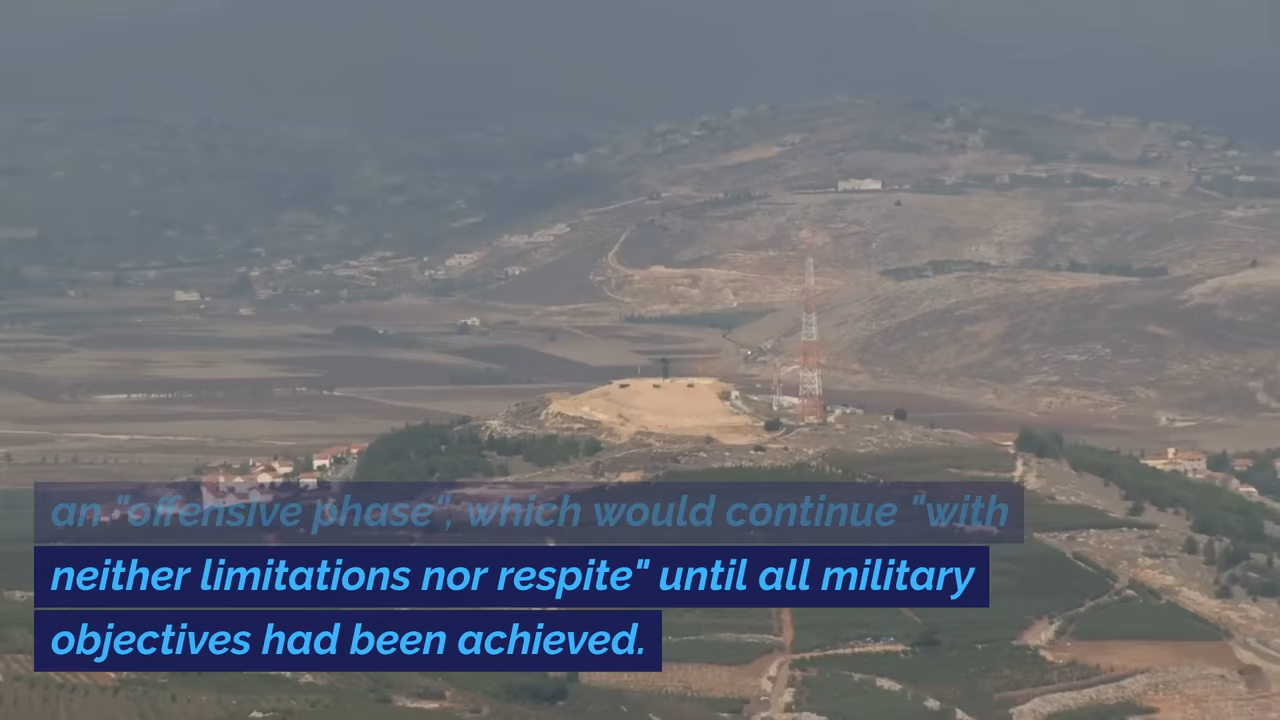 an "offensive phase", which would continue "with
neither limitations nor respite" until all military
objectives had been achieved.